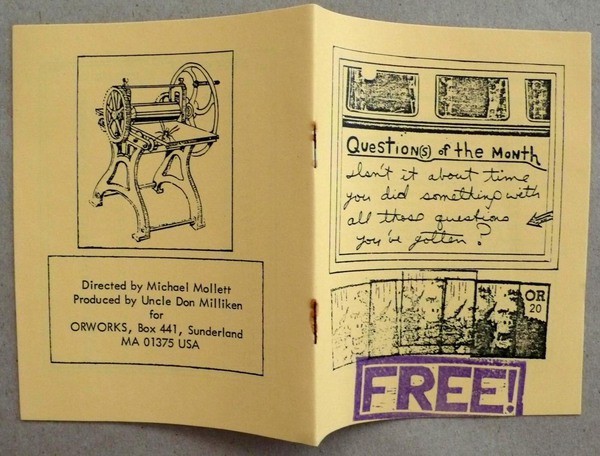 Directed by Michael Mollett
Produced by Uncle Don Milliken
for
ORWORKS, Box 441, Sunderland
MA 01375 USA
QuestioN(s) of the MoNth
Isn't it about time
you did something with
all those questions
you've gotten?
OR
20
FREE!